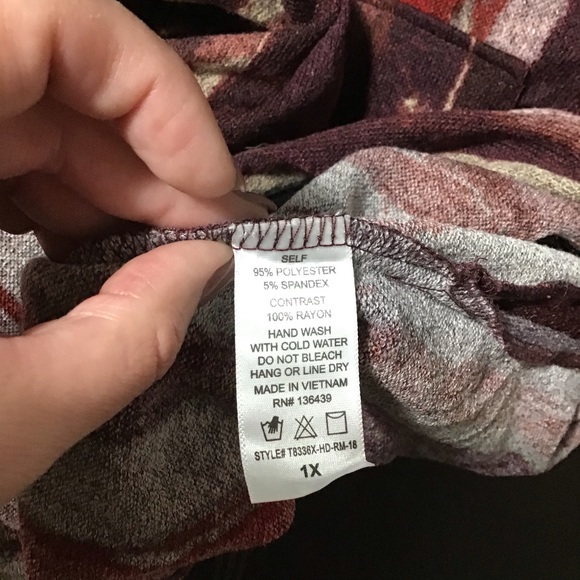 SELF
95% POLYESTER
5% SPANDEX
CONTRAST
100% RAYON
HAND WASH
WITH COLD WATER
DO NOT BLEACH
HANG OR LINE DRY
MADE IN VIETNAM
RN# 136439
STYLE# T8336X-HD-RM-18
1X